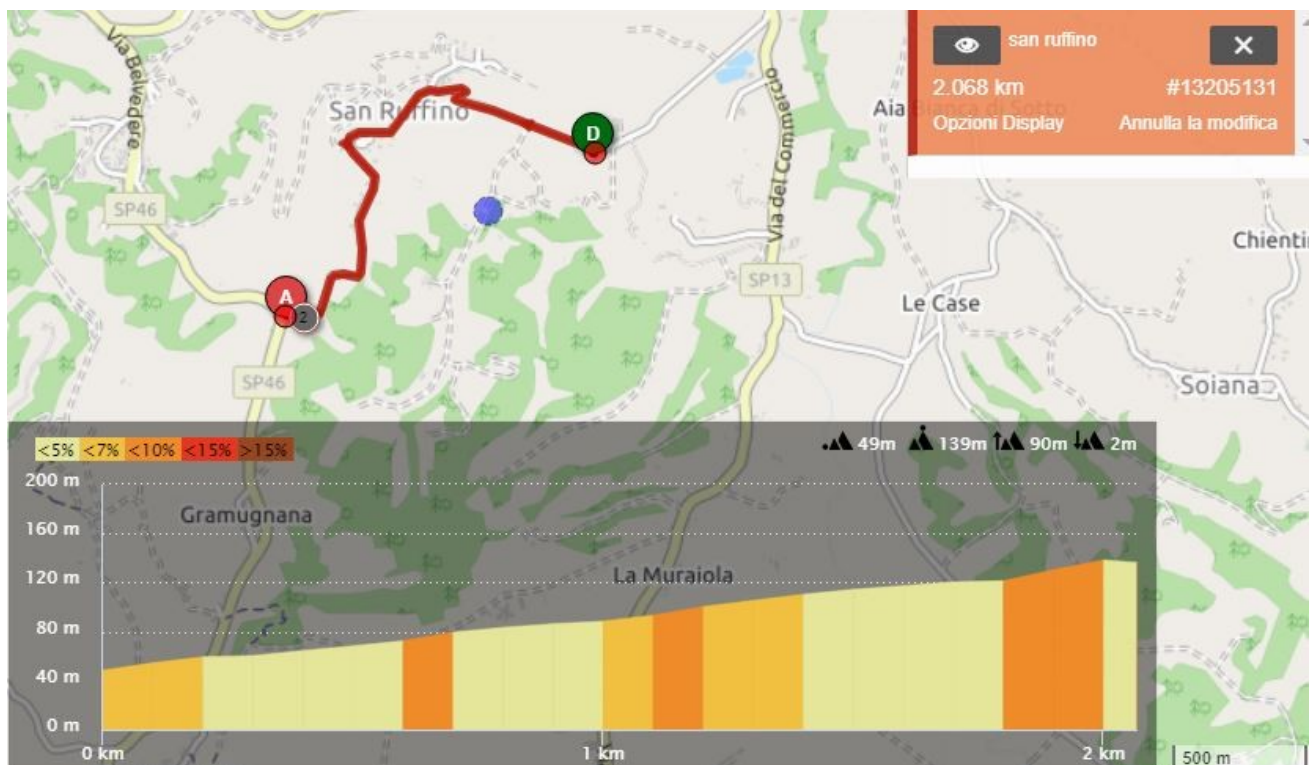 san ruffino
2.068 km #13205131
Opzioni Display Annulla la modifica
Via Belvedere
San Ruffino
D
Via del Commercio
Aia Bianca di Sotto
SP46
Chienti
A
2
SP13
Le Case
SP46
Soiana
<5% <7% <10% <15% >15%
49m 139m 90m 2m
200 m
Gramugnana
160 m
La Muraiola
120 m
80 m
40 m
0 m
0 km 1 km 2 km
500 m